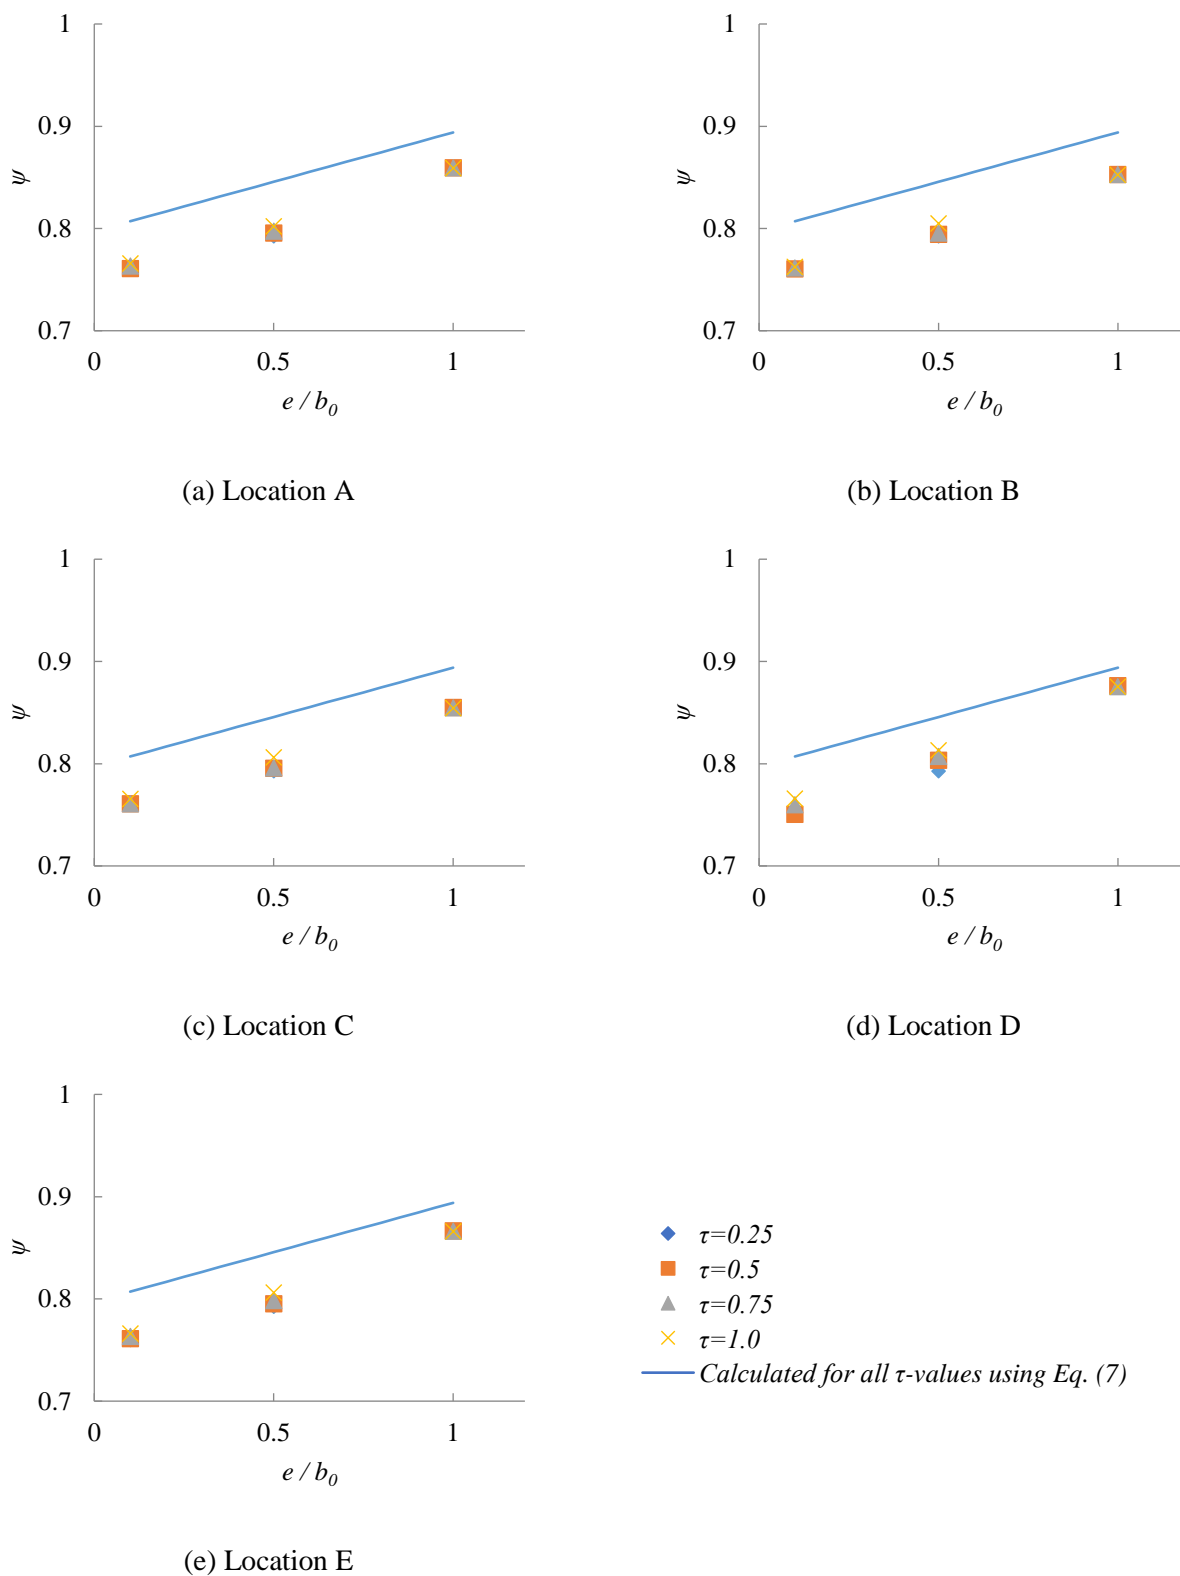 1
0.9
0.8
0.7
ψ
0 0.5 1
e / b0
(a) Location A
1
0.9
0.8
0.7
ψ
0 0.5 1
e / b0
(b) Location B
1
0.9
0.8
0.7
ψ
0 0.5 1
e / b0
(c) Location C
1
0.9
0.8
0.7
ψ
0 0.5 1
e / b0
(d) Location D
1
0.9
0.8
0.7
ψ
0 0.5 1
e / b0
(e) Location E
τ=0.25
τ=0.5
τ=0.75
τ=1.0
Calculated for all τ-values using Eq. (7)